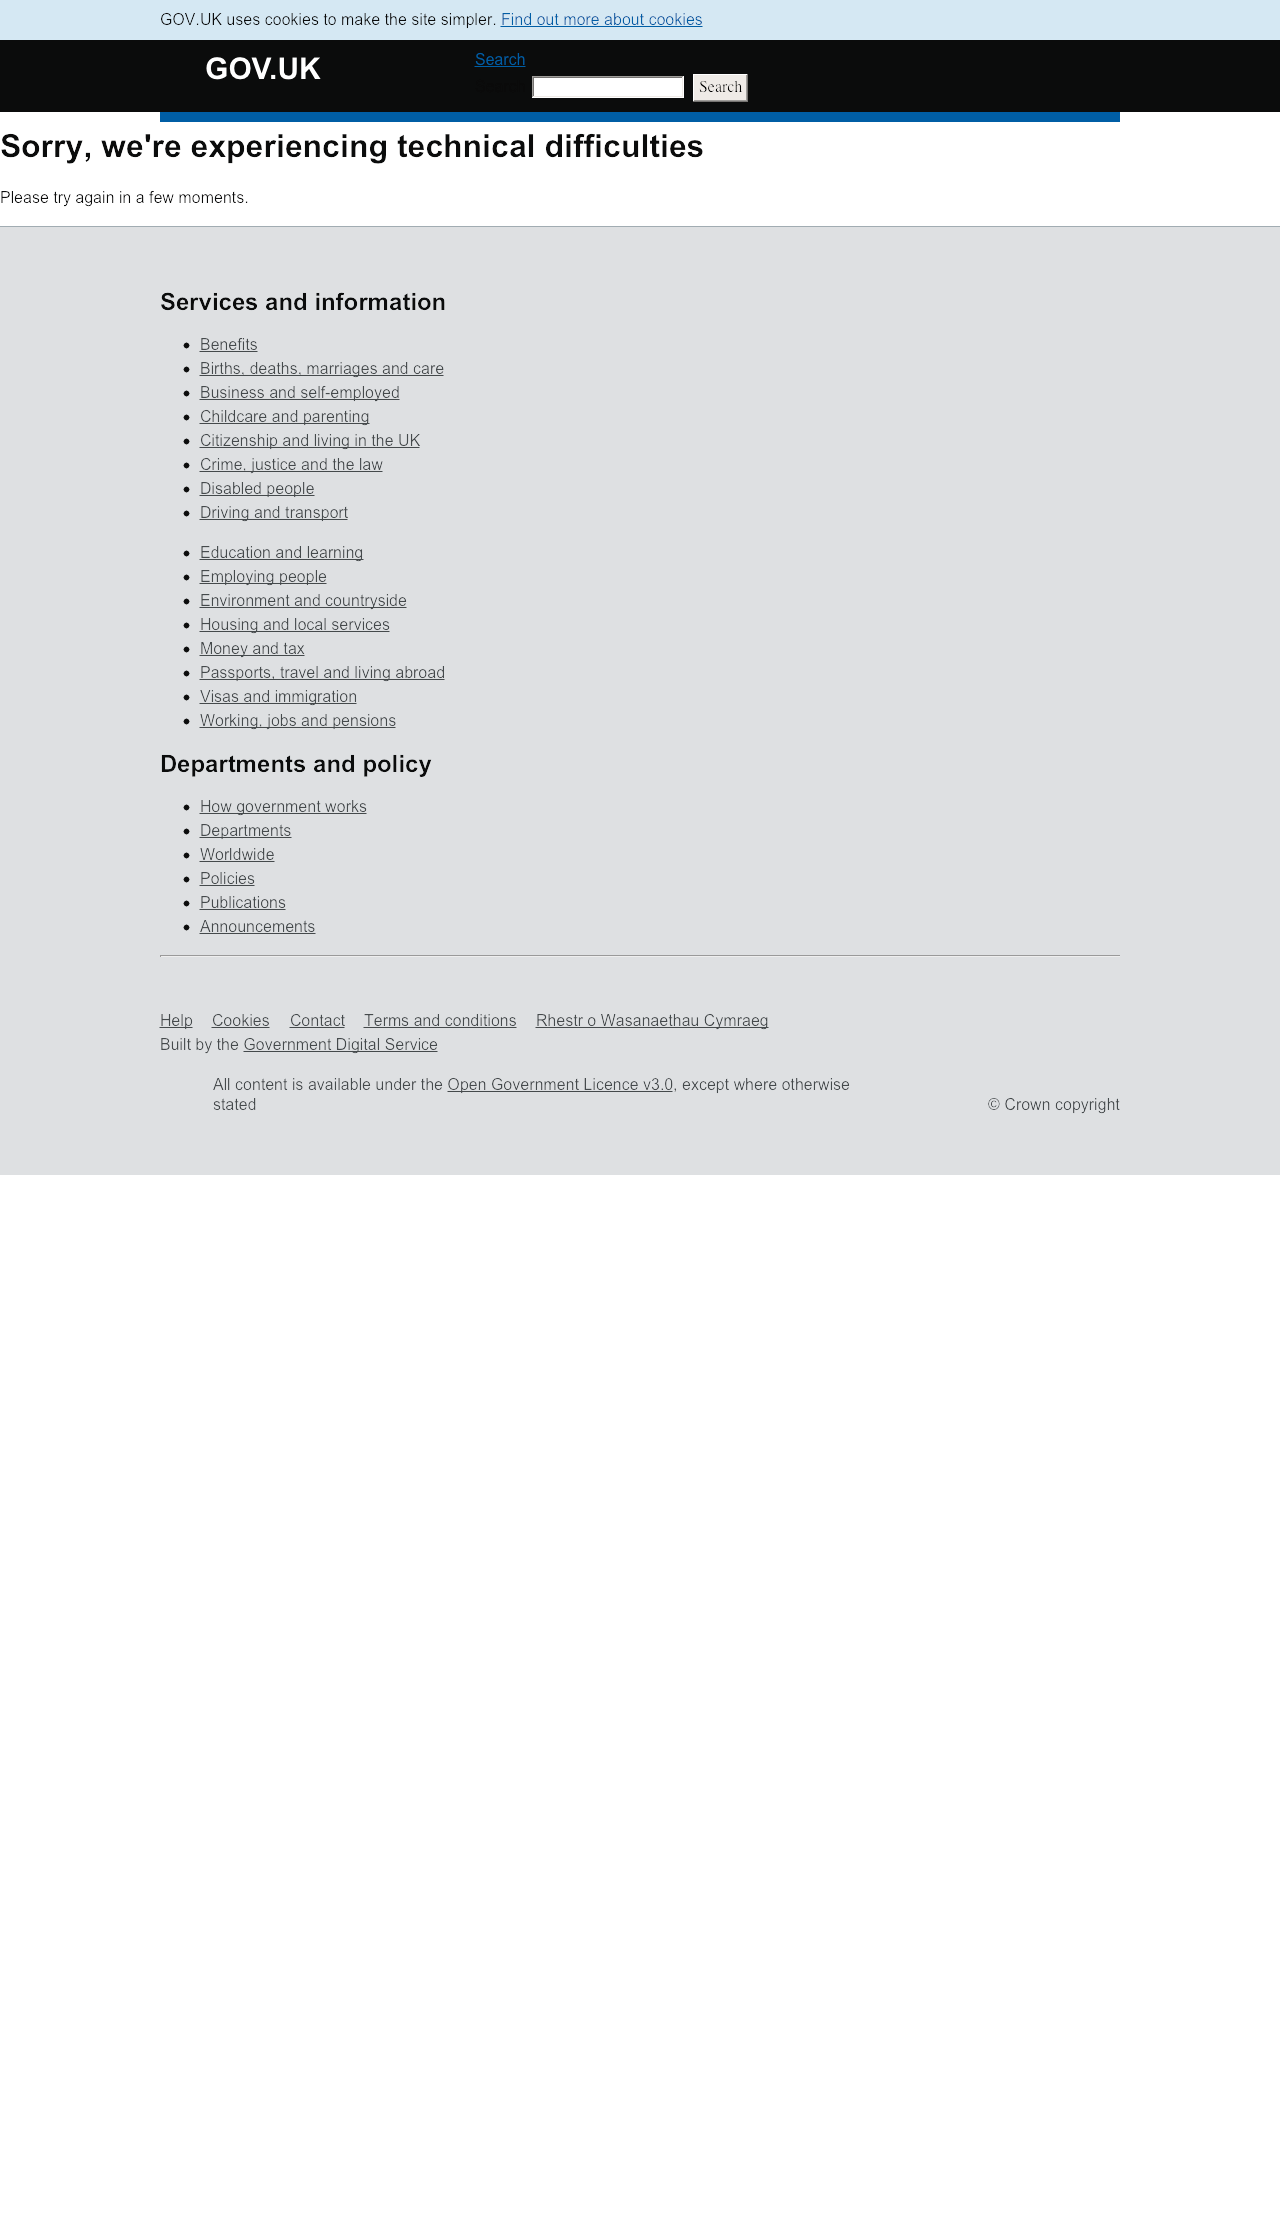 GOV.UK uses cookies to make the site simpler. Find out more about cookies
GOV.UK
Search
Search
Sorry, we're experiencing technical difficulties
Please try again in a few moments.
Services and information
Benefits
Births, deaths, marriages and care
Business and self-employed
Childcare and parenting
Citizenship and living in the UK
Crime, justice and the law
Disabled people
Driving and transport
Education and learning
Employing people
Environment and countryside
Housing and local services
Money and tax
Passports, travel and living abroad
Visas and immigration
Working, jobs and pensions
Departments and policy
How government works
Departments
Worldwide
Policies
Publications
Announcements
Help Cookies Contact Terms and conditions Rhestr o Wasanaethau Cymraeg
Built by the Government Digital Service
All content is available under the Open Government Licence v3.0, except where otherwise
stated
© Crown copyright